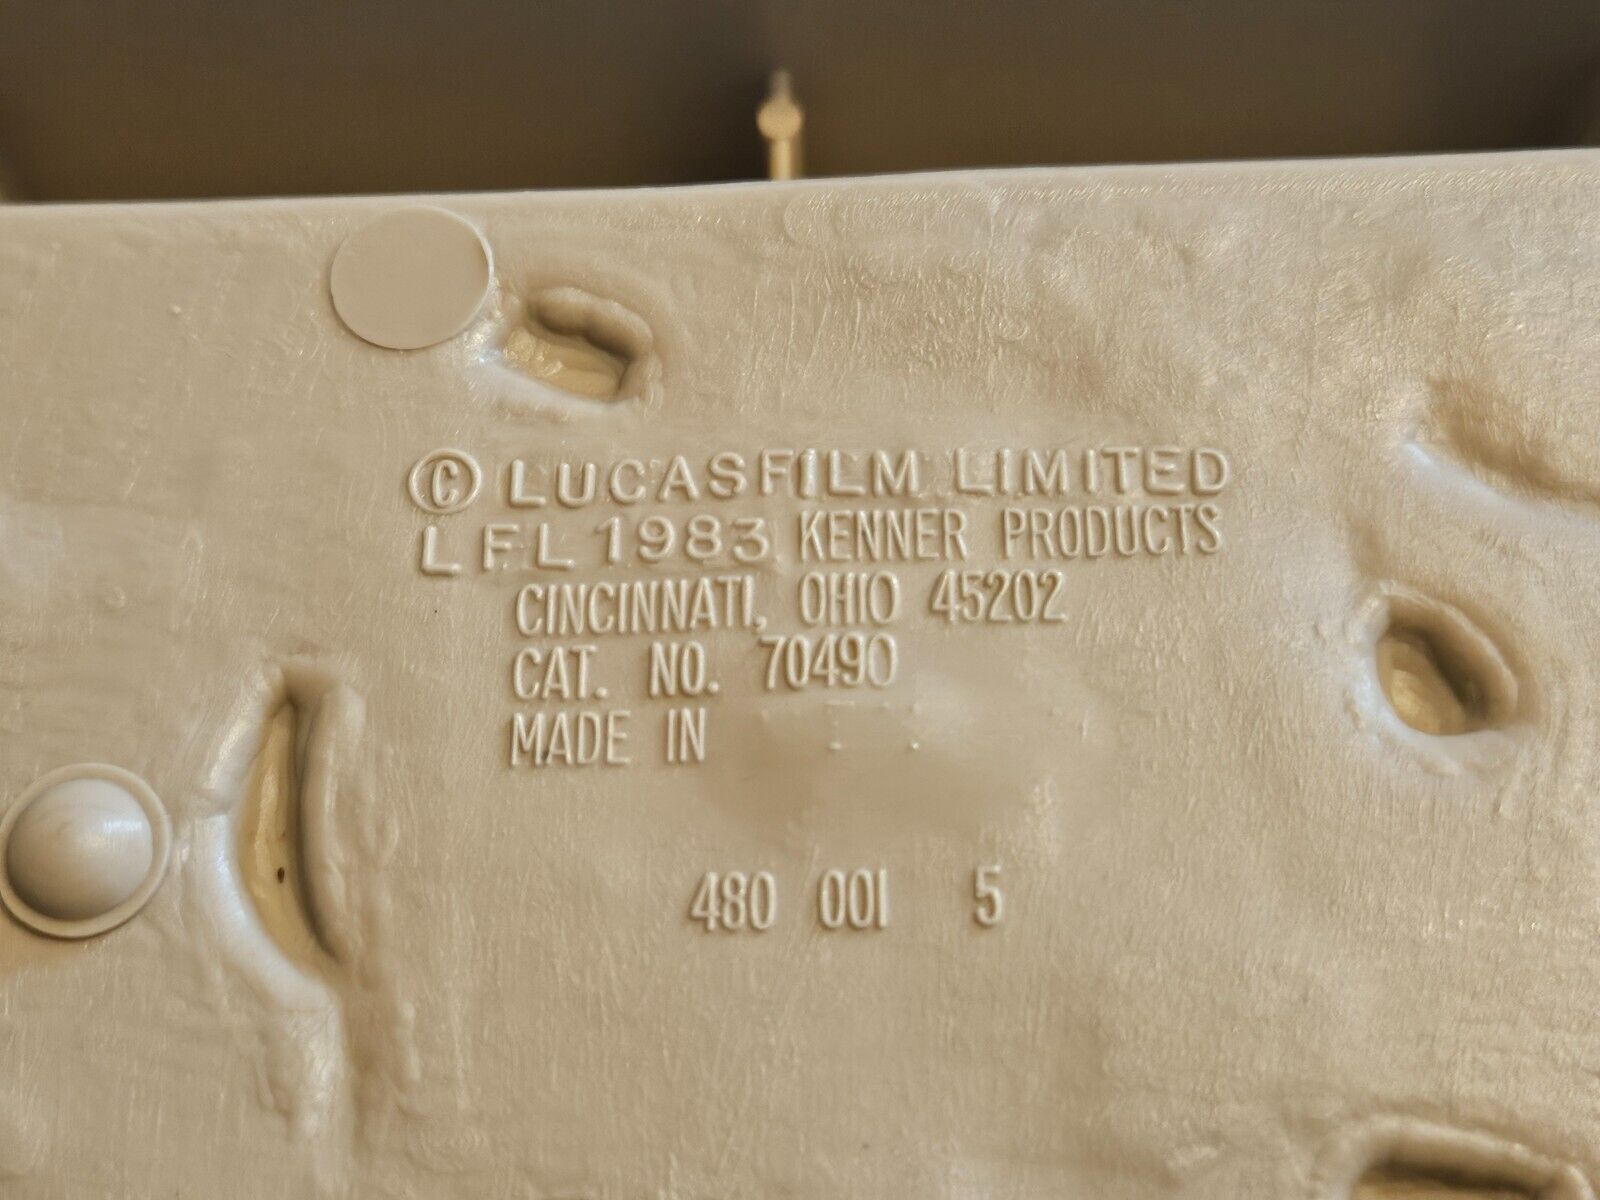 © LUCASFILM LIMITED
LFL 1983 KENNER PRODUCTS
CINCINNATI, OHIO 45202
CAT. NO. 70490
MADE IN
480 001 5